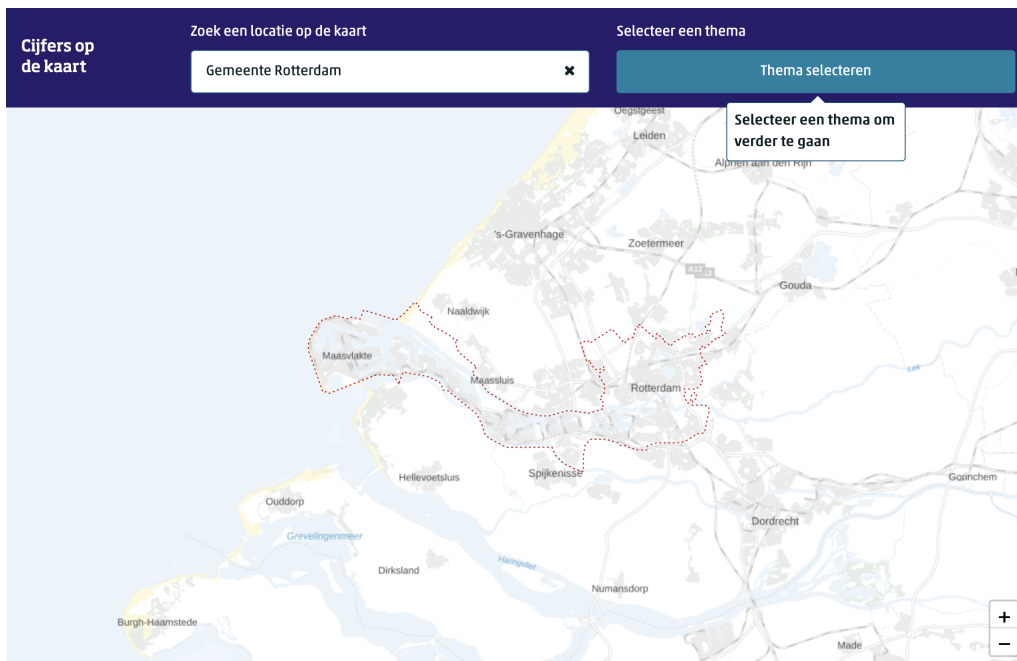 Cijfers op
de kaart
Zoek een locatie op de kaart
Gemeente Rotterdam
Selecteer een thema
Thema selecteren
Selecteer een thema om
verder te gaan
Oegstgeest
Leiden
Alphen aan den Rijn
's-Gravenhage
Zoetermeer
A12
Gouda
Naaldwijk
Maasvlakte
Maassluis
Rotterdam
Lek
Hellevoetsluis
Spijkenisse
Gorinchem
Ouddorp
Dordrecht
Grevelingenmeer
Haringvliet
Dirksland
Numansdorp
Burgh-Haamstede
Made
+
−